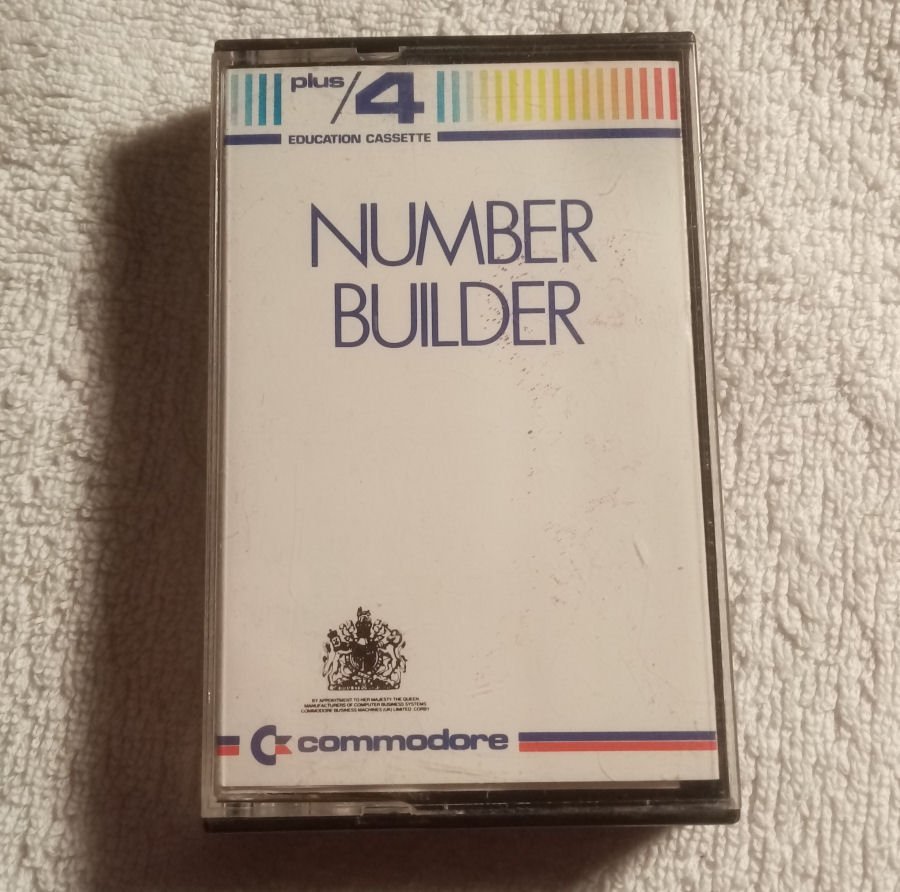 plus/4
EDUCATION CASSETTE
NUMBER
BUILDER
BY APPOINTMENT TO HER MAJESTY THE QUEEN
MANUFACTURERS OF COMPUTER BUSINESS SYSTEMS
COMMODORE BUSINESS MACHINES (UK) LIMITED CORBY
commodore